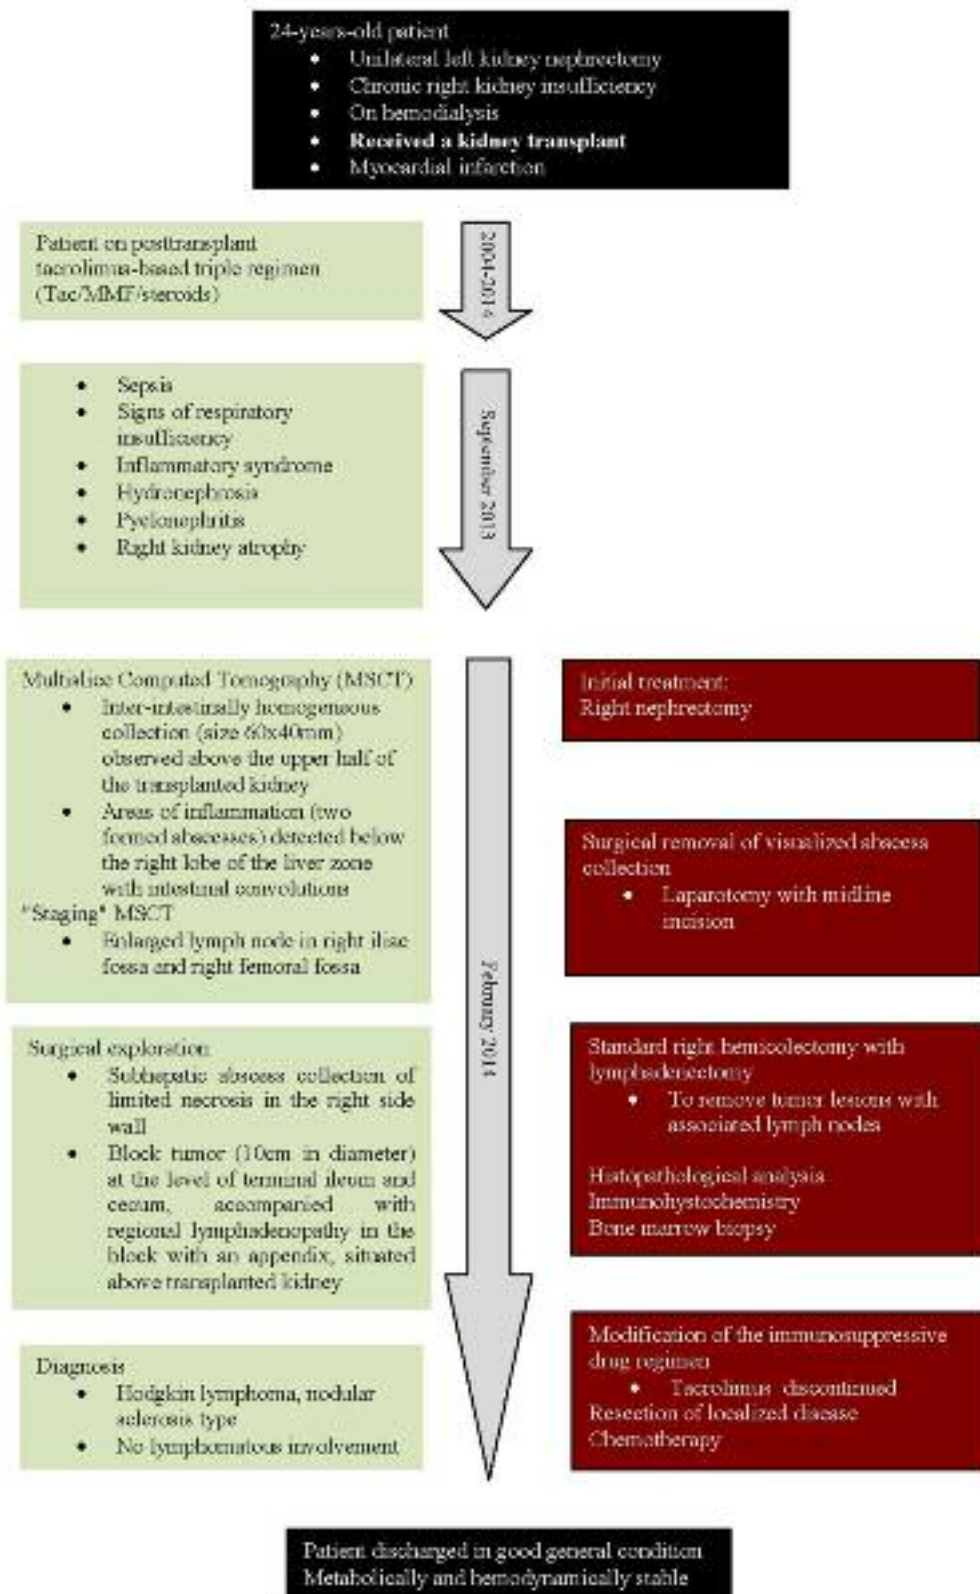 24-years-old patient
• Unilateral left kidney nephrectomy
• Chronic right kidney insufficiency
• On hemodialysis
• Received a kidney transplant
• Myocardial infarction
Patient on posttransplant
tacrolimus-based triple regimen
(Tac/MMF/steroids)
2004-2014
• Sepsis
• Signs of respiratory
insufficiency
• Inflammatory syndrome
• Hydronephrosis
• Pyelonephritis
• Right kidney atrophy
September 2013
Multislice Computed Tomography (MSCT)
• Inter-intestinally homogeneous
collection (size 60x40mm)
observed above the upper half of
the transplanted kidney
• Areas of inflammation (two
formed abscesses) detected below
the right lobe of the liver zone
with intestinal convolutions
"Staging" MSCT
• Enlarged lymph node in right iliac
fossa and right femoral fossa
Initial treatment:
Right nephrectomy
Surgical removal of visualized abscess
collection
• Laparotomy with midline
incision
February 2014
Surgical exploration
• Subhepatic abscess collection of
limited necrosis in the right side
wall
• Block tumor (10cm in diameter)
at the level of terminal ileum and
cecum, accompanied with
regional lymphadenopathy in the
block with an appendix, situated
above transplanted kidney
Standard right hemicolectomy with
lymphadenectomy
• To remove tumor lesions with
associated lymph nodes
Histopathological analysis
Immunohystochemistry
Bone marrow biopsy
Diagnosis
• Hodgkin lymphoma, nodular
sclerosis type
• No lymphomatous involvement
Modification of the immunosuppressive
drug regimen
• Tacrolimus discontinued
Resection of localized disease
Chemotherapy
Patient discharged in good general condition
Metabolically and hemodynamically stable